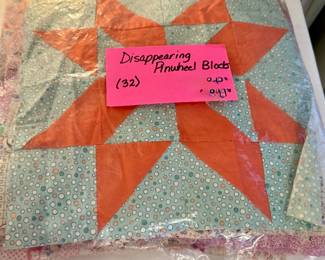 Disappearing
Pinwheel Blocks
(32)